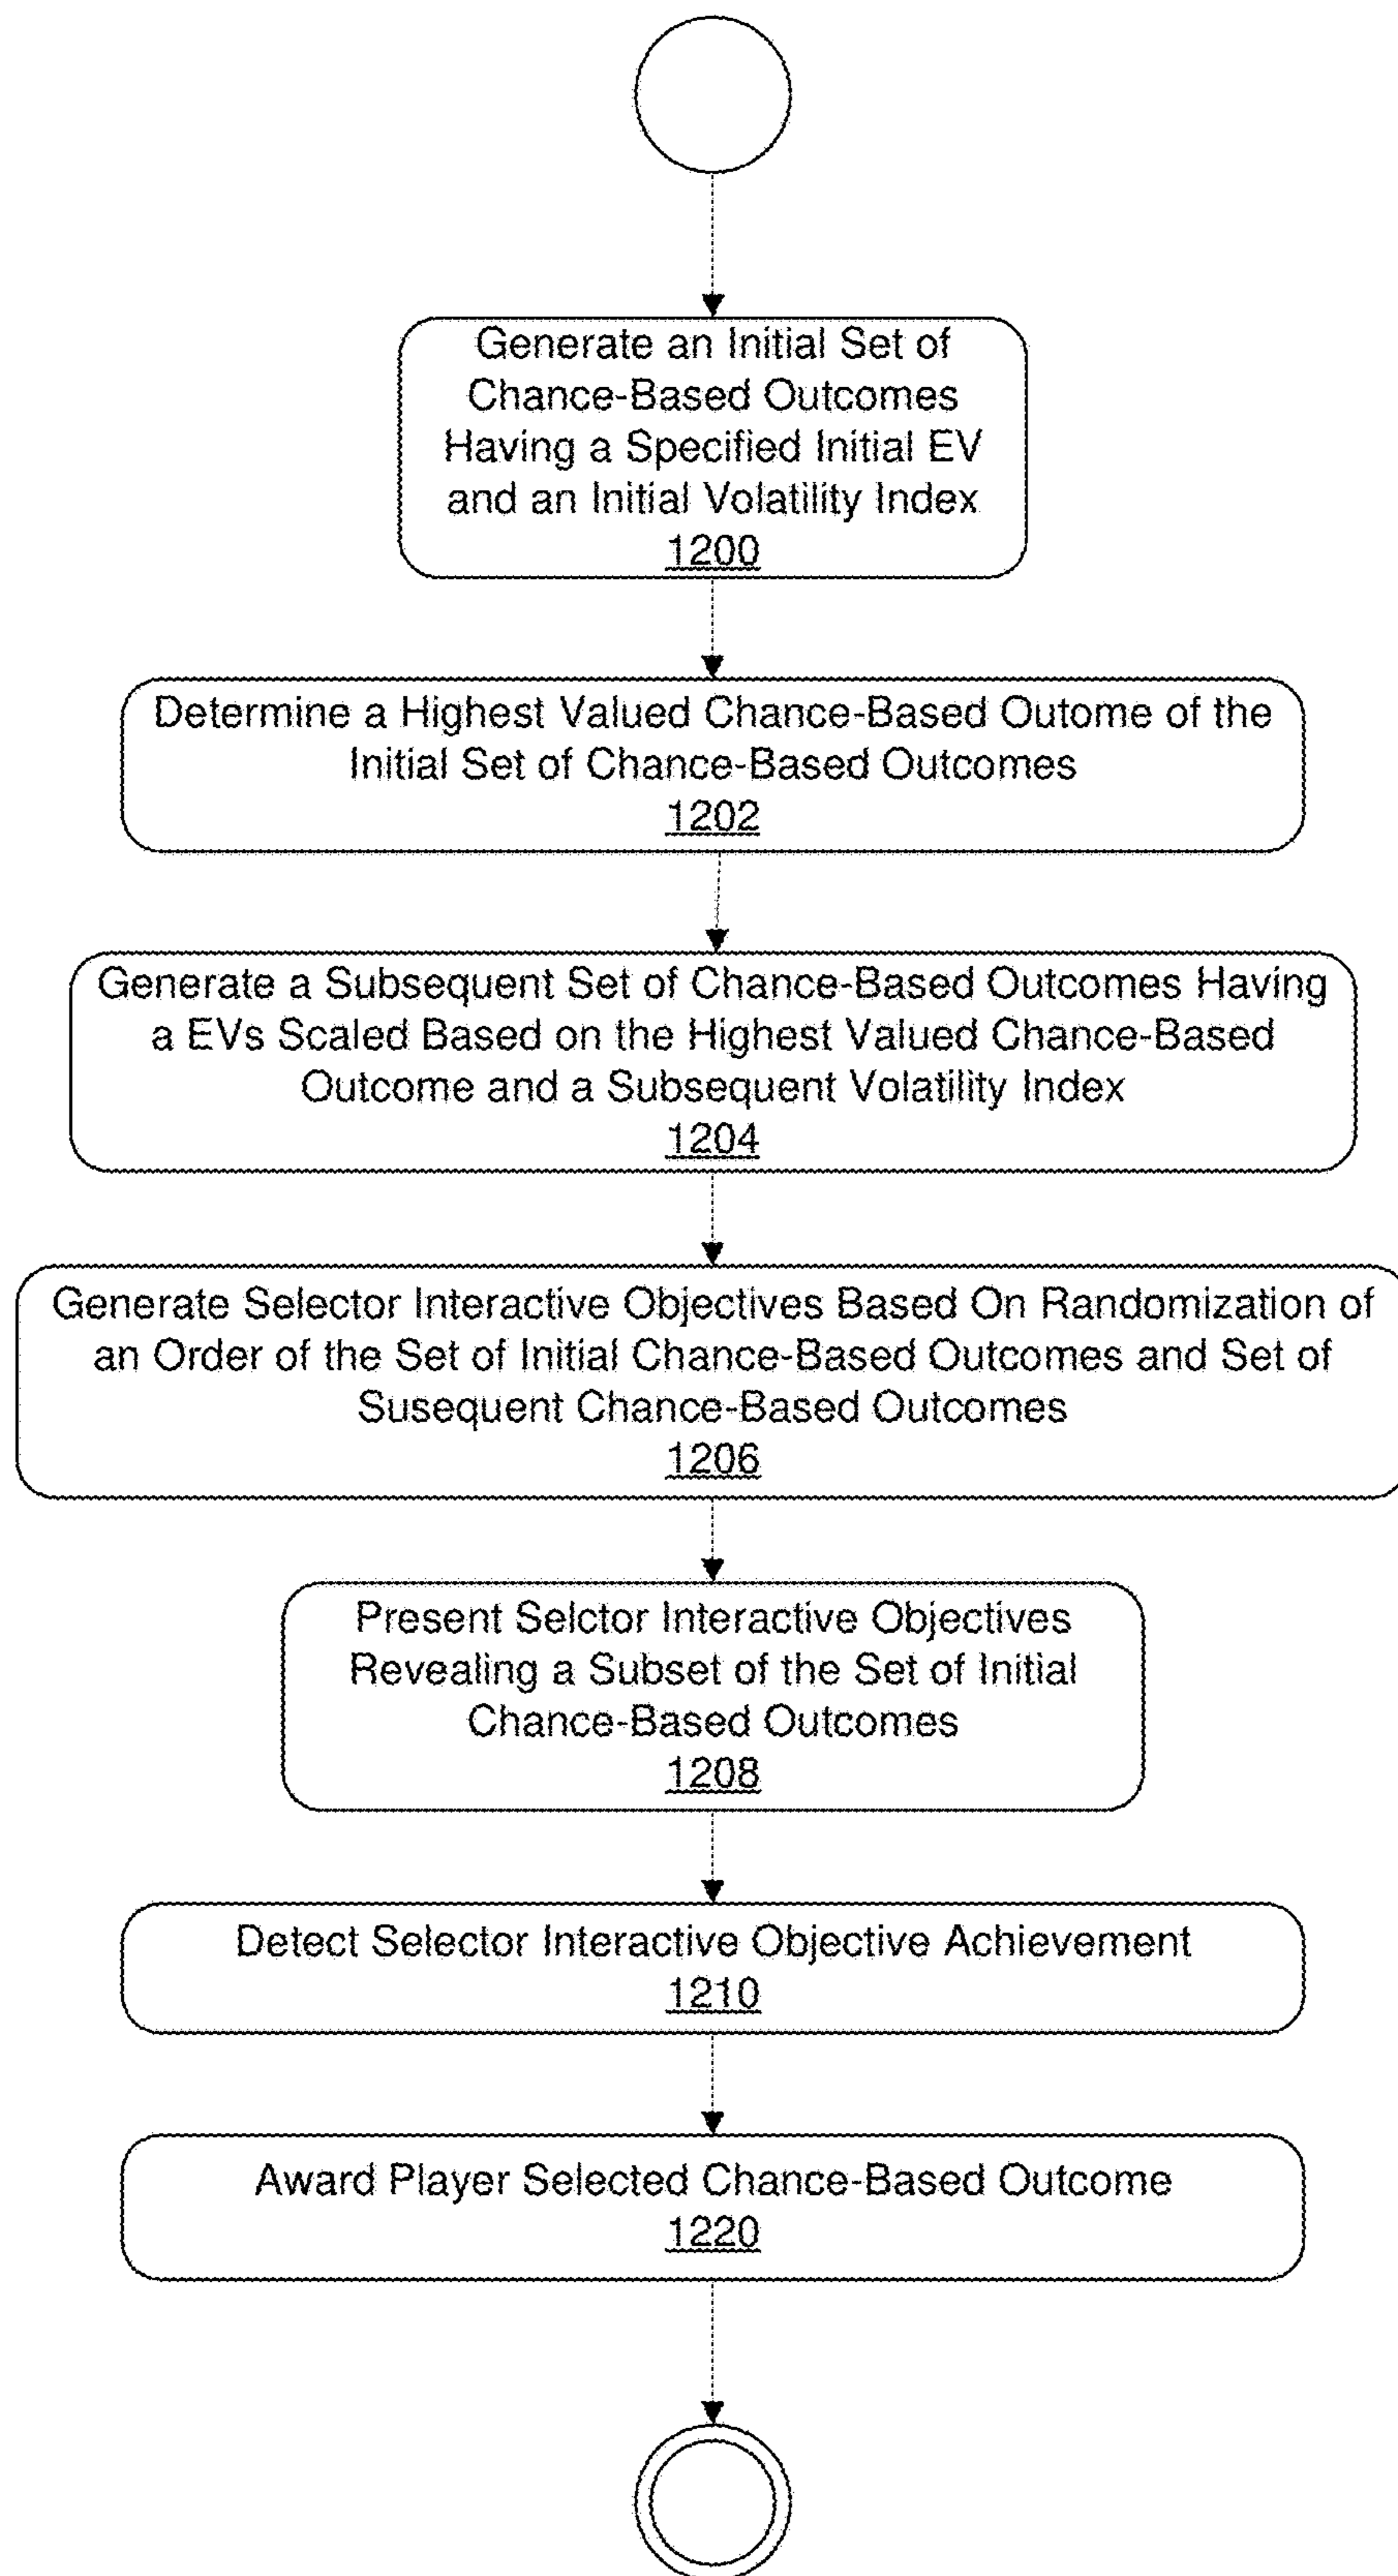 Generate an Initial Set of
Chance-Based Outcomes
Having a Specified Initial EV
and an Initial Volatility Index
1200
Determine a Highest Valued Chance-Based Outome of the
Initial Set of Chance-Based Outcomes
1202
Generate a Subsequent Set of Chance-Based Outcomes Having
a EVs Scaled Based on the Highest Valued Chance-Based
Outcome and a Subsequent Volatility Index
1204
Generate Selector Interactive Objectives Based On Randomization of
an Order of the Set of Initial Chance-Based Outcomes and Set of
Susequent Chance-Based Outcomes
1206
Present Selctor Interactive Objectives
Revealing a Subset of the Set of Initial
Chance-Based Outcomes
1208
Detect Selector Interactive Objective Achievement
1210
Award Player Selected Chance-Based Outcome
1220